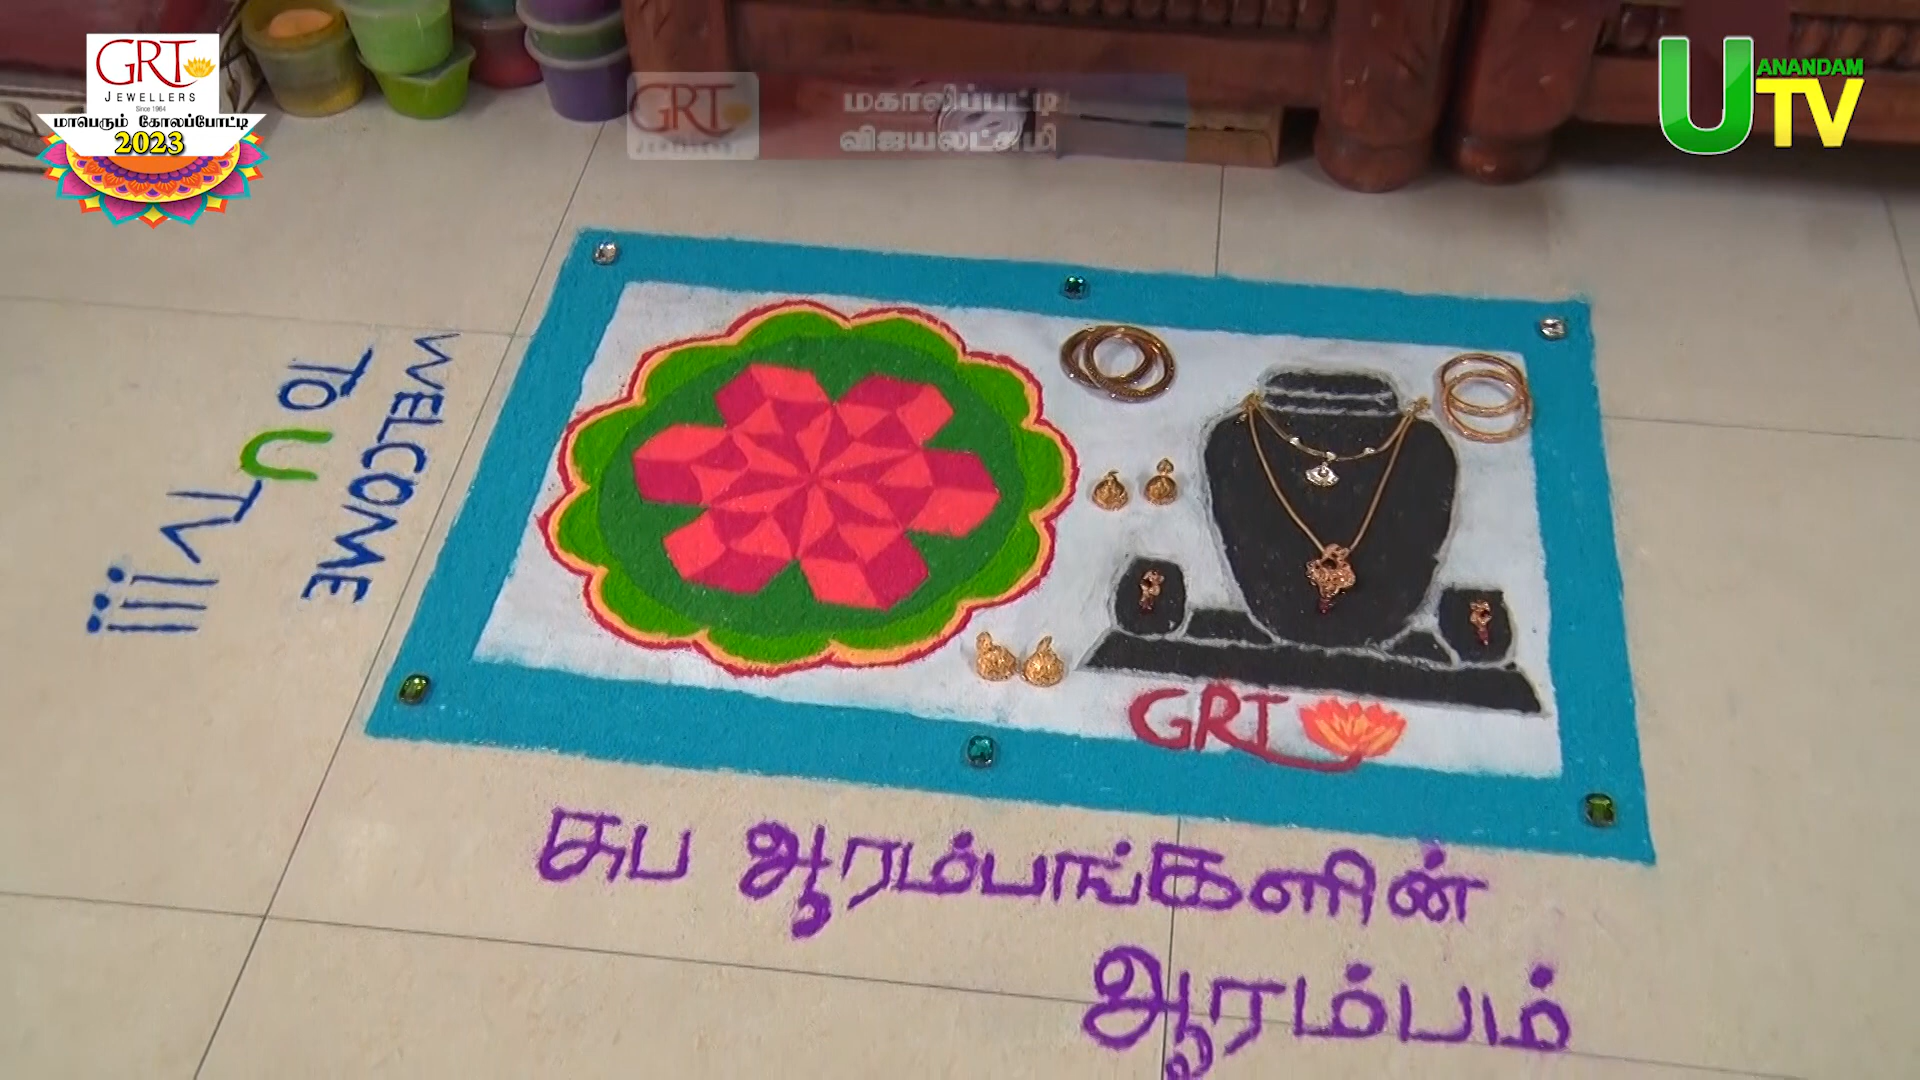 GRT
JEWELLERS
Since 1964
மாபெரும் கோலப்போட்டி
2023
GRT
JEWELLERS
மகாலிப்பட்டி
விஜயலட்சுமி
U
ANANDAM
TV
WELCOME
TO
U
TV
!!!
GRT
சுப ஆரம்பங்களின்
ஆரம்பம்